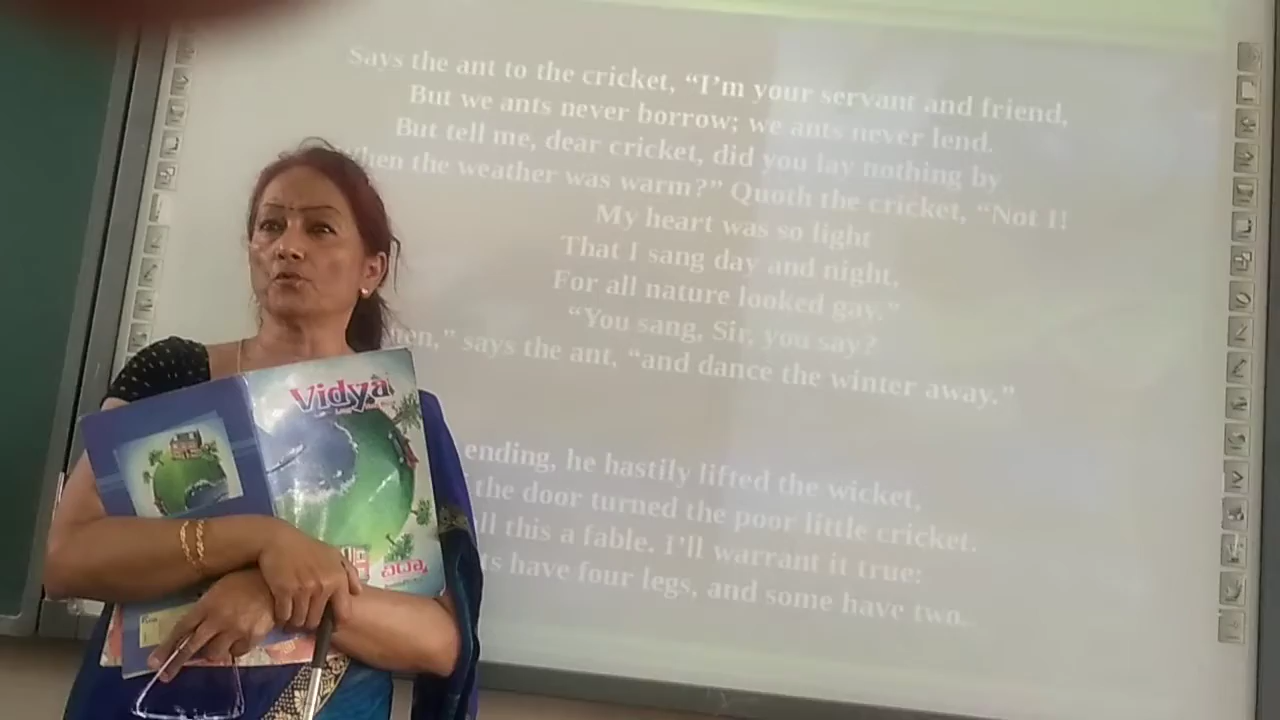 Says the ant to the cricket, “I’m your servant and friend,
But we ants never borrow; we ants never lend.
But tell me, dear cricket, did you lay nothing by
When the weather was warm?” Quoth the cricket, “Not I!
My heart was so light
That I sang day and night,
For all nature looked gay.”
“You sang, Sir, you say?
says the ant, “and dance the winter away.”
ending, he hastily lifted the wicket,
the door turned the poor little cricket.
this a fable. I’ll warrant it true:
have four legs, and some have two.
Vidya
ವಿದ್ಯಾ